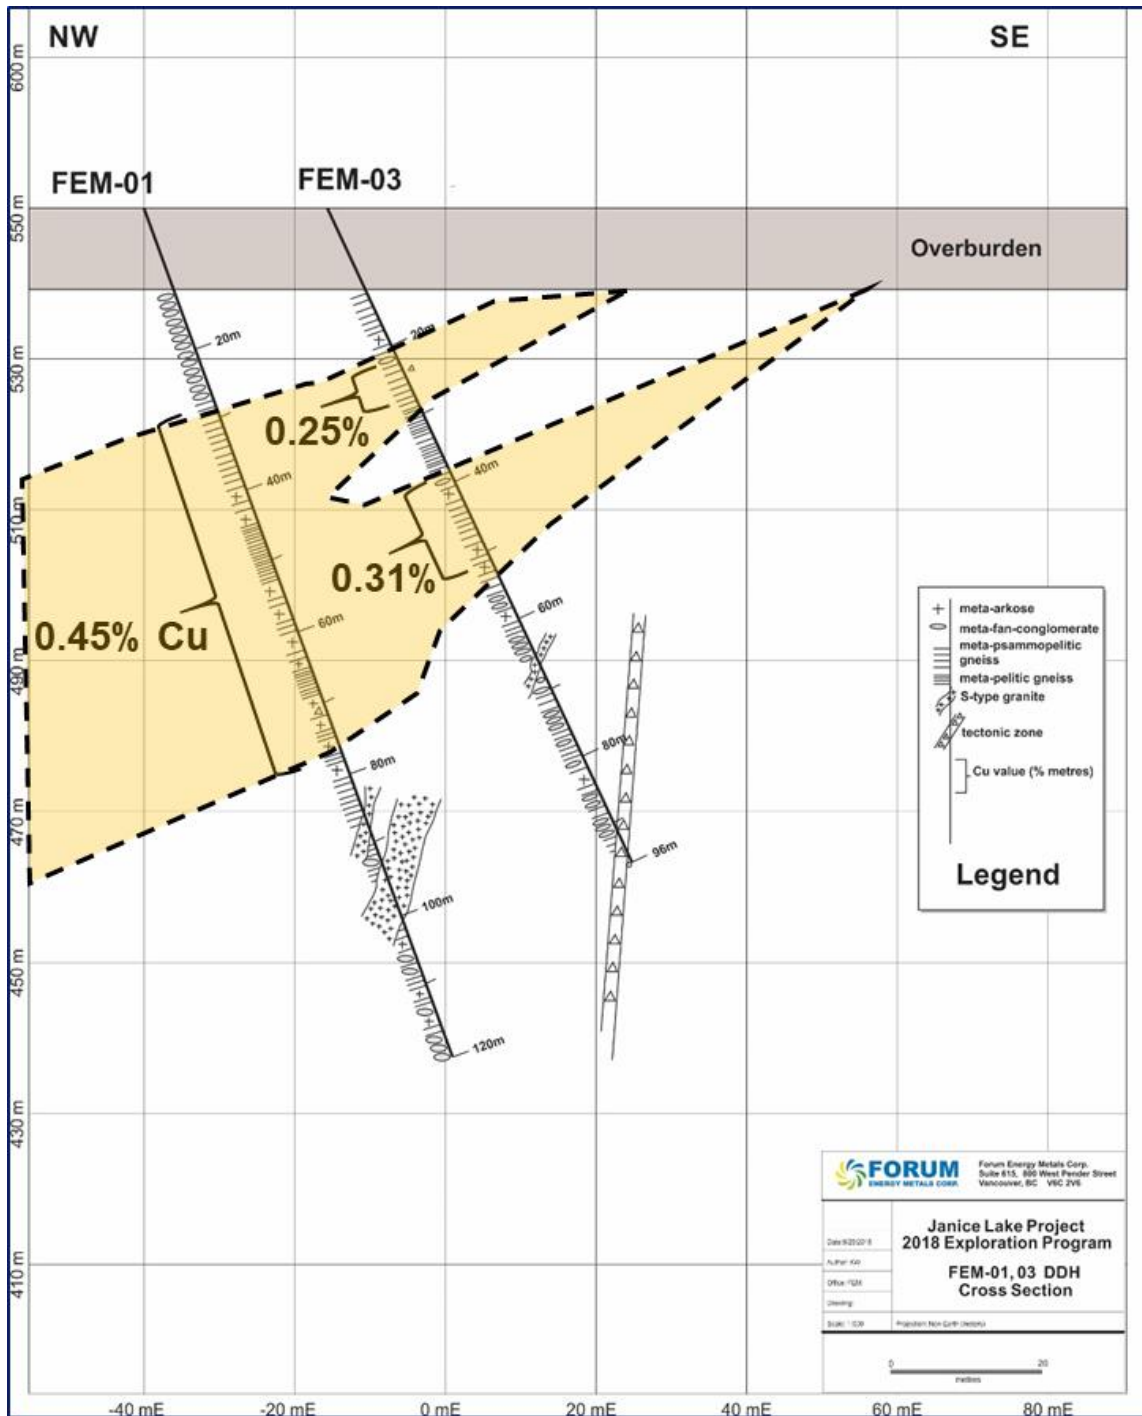 NW
SE
600 m
FEM-01
FEM-03
550 m
Overburden
20m
20m
530 m
0.25%
40m
40m
510 m
0.31%
0.45% Cu
60m
60m
490 m
80m
80m
470 m
96m
100m
450 m
120m
430 m
410 m
meta-arkose
meta-fan-conglomerate
meta-psammopelitic
gneiss
meta-pelitic gneiss
S-type granite
tectonic zone
Cu value (% metres)
Legend
FORUM
ENERGY METALS CORP.
Forum Energy Metals Corp.
Suite 615, 800 West Pender Street
Vancouver, BC V6C 2V6
Janice Lake Project
2018 Exploration Program
FEM-01, 03 DDH
Cross Section
Office: FEM
0 20
metres
-40 mE -20 mE 0 mE 20 mE 40 mE 60 mE 80 mE